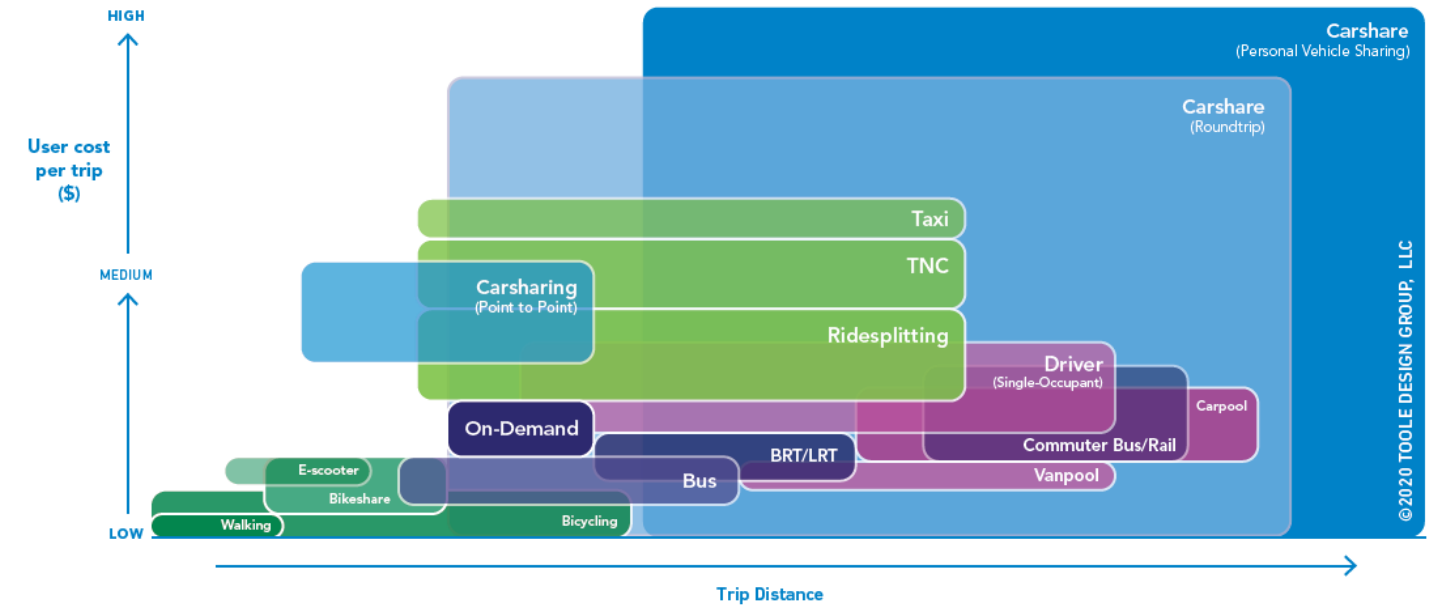 HIGH
Carshare
(Personal Vehicle Sharing)
Carshare
(Roundtrip)
User cost
per trip
($)
Taxi
TNC
MEDIUM
Carsharing
(Point to Point)
Ridesplitting
Driver
(Single-Occupant)
Carpool
On-Demand
Commuter Bus/Rail
BRT/LRT
E-scooter
Vanpool
Bus
Bikeshare
Bicycling
Walking
LOW
©2020 TOOLE DESIGN GROUP, LLC
Trip Distance